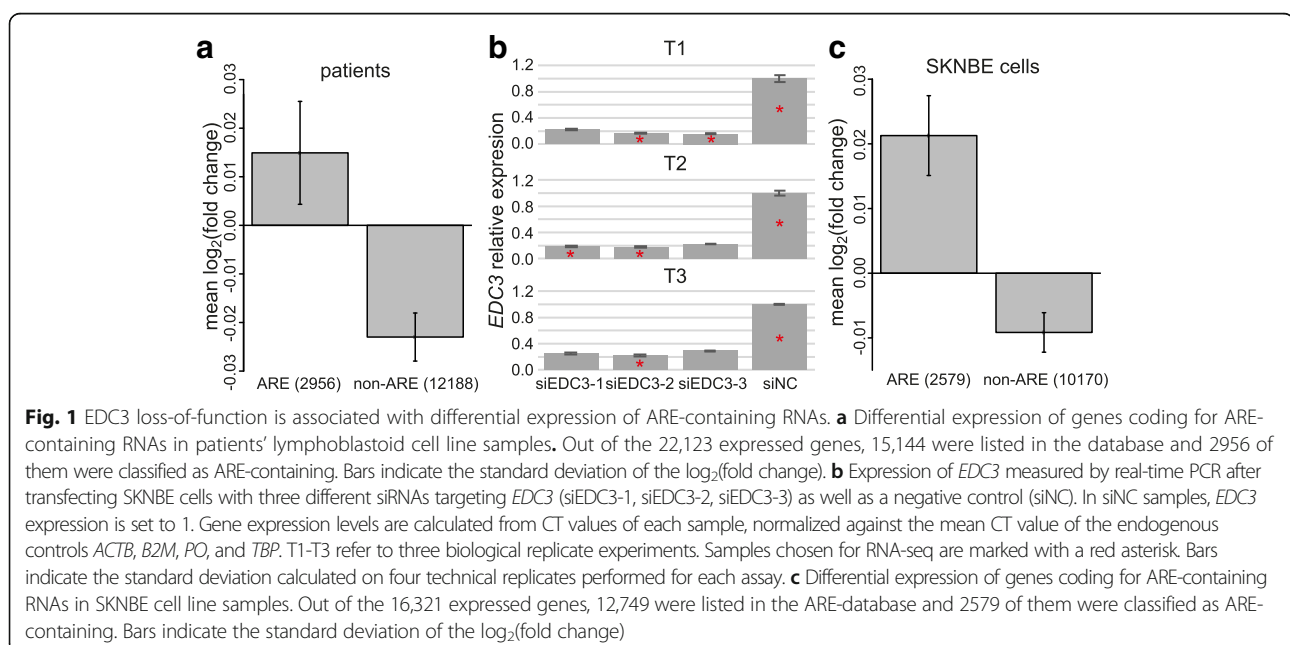 a
patients
mean log2(fold change)
0.03
0.02
0.01
0.00
-0.01
-0.02
-0.03
ARE (2956) non-ARE (12188)
b
EDC3 relative expresion
T1
1.2
0.8
0.4
0.0
*
*
*
T2
1.2
0.8
0.4
0.0
*
*
*
T3
1.2
0.8
0.4
0.0
*
*
siEDC3-1 siEDC3-2 siEDC3-3 siNC
c
SKNBE cells
mean log2(fold change)
0.03
0.02
0.01
0.00
-0.01
ARE (2579) non-ARE (10170)
Fig. 1 EDC3 loss-of-function is associated with differential expression of ARE-containing RNAs. a Differential expression of genes coding for ARE-
containing RNAs in patients' lymphoblastoid cell line samples. Out of the 22,123 expressed genes, 15,144 were listed in the database and 2956 of
them were classified as ARE-containing. Bars indicate the standard deviation of the log2(fold change). b Expression of EDC3 measured by real-time PCR after
transfecting SKNBE cells with three different siRNAs targeting EDC3 (siEDC3-1, siEDC3-2, siEDC3-3) as well as a negative control (siNC). In siNC samples, EDC3
expression is set to 1. Gene expression levels are calculated from CT values of each sample, normalized against the mean CT value of the endogenous
controls ACTB, B2M, PO, and TBP. T1-T3 refer to three biological replicate experiments. Samples chosen for RNA-seq are marked with a red asterisk. Bars
indicate the standard deviation calculated on four technical replicates performed for each assay. c Differential expression of genes coding for ARE-containing
RNAs in SKNBE cell line samples. Out of the 16,321 expressed genes, 12,749 were listed in the ARE-database and 2579 of them were classified as ARE-
containing. Bars indicate the standard deviation of the log2(fold change)